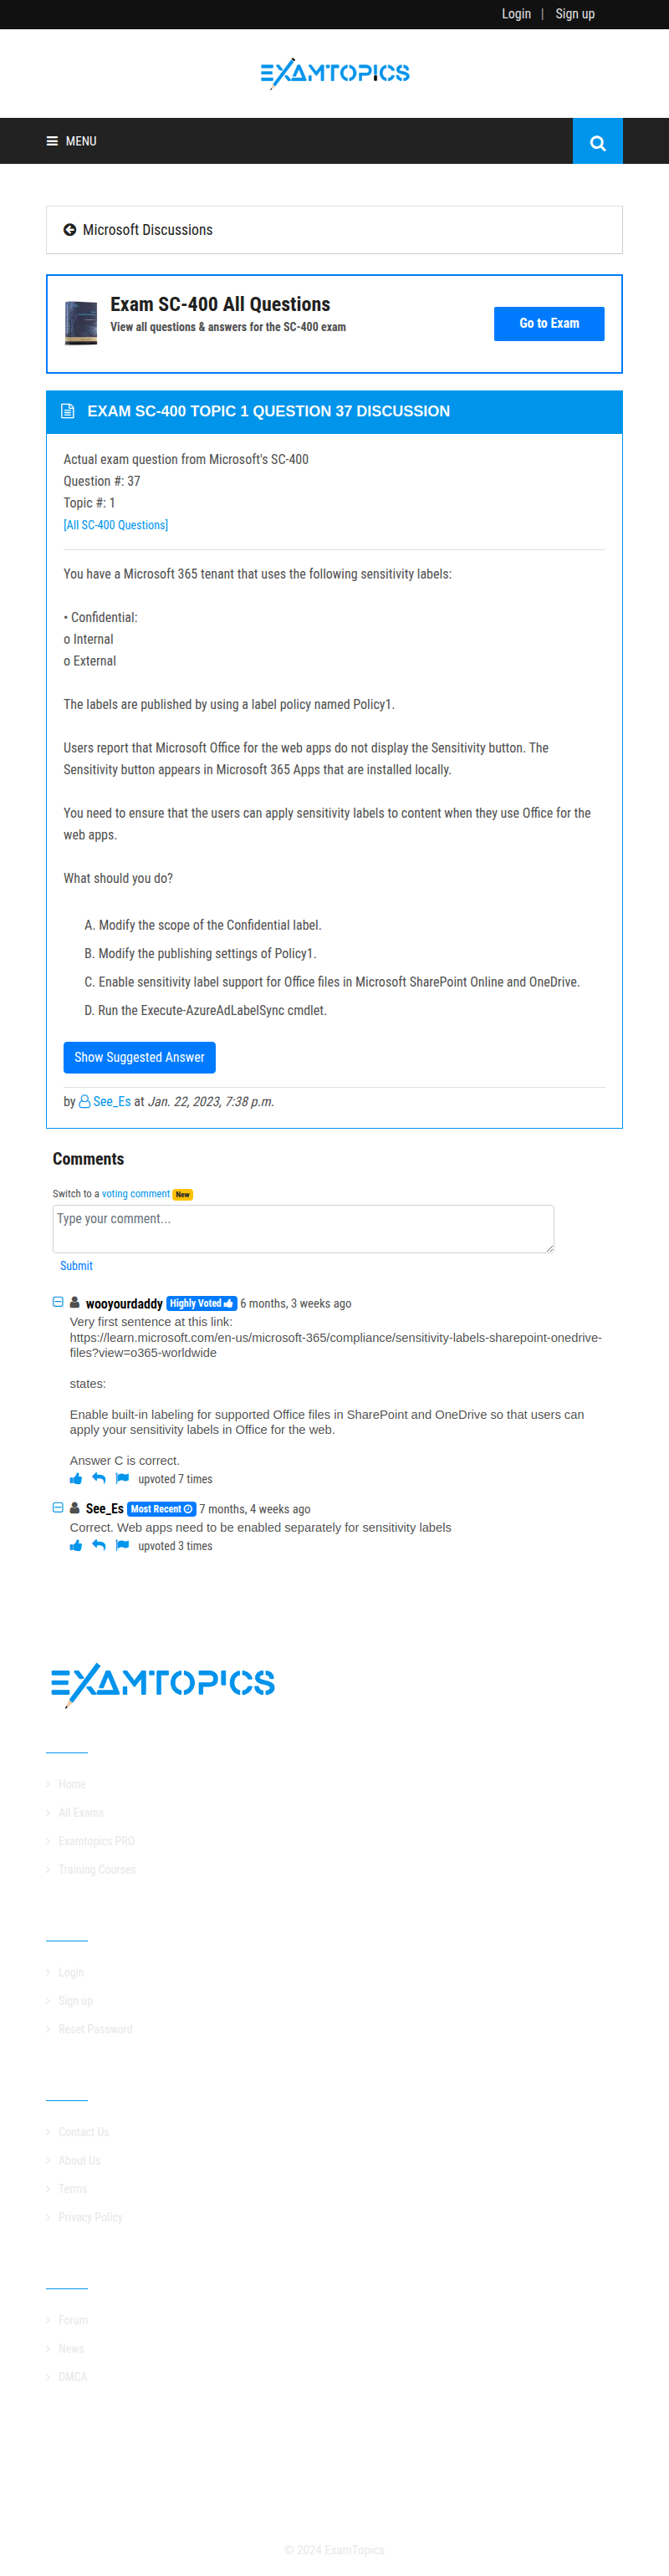 Login | Sign up
EXAMTOPICS
MENU
Microsoft Discussions
Exam SC-400 All Questions
View all questions & answers for the SC-400 exam
Go to Exam
EXAM SC-400 TOPIC 1 QUESTION 37 DISCUSSION
Actual exam question from Microsoft's SC-400
Question #: 37
Topic #: 1
[All SC-400 Questions]
You have a Microsoft 365 tenant that uses the following sensitivity labels:
• Confidential:
o Internal
o External
The labels are published by using a label policy named Policy1.
Users report that Microsoft Office for the web apps do not display the Sensitivity button. The
Sensitivity button appears in Microsoft 365 Apps that are installed locally.
You need to ensure that the users can apply sensitivity labels to content when they use Office for the
web apps.
What should you do?
A. Modify the scope of the Confidential label.
B. Modify the publishing settings of Policy1.
C. Enable sensitivity label support for Office files in Microsoft SharePoint Online and OneDrive.
D. Run the Execute-AzureAdLabelSync cmdlet.
Show Suggested Answer
by See_Es at Jan. 22, 2023, 7:38 p.m.
Comments
Switch to a voting comment New
Type your comment...
Submit
wooyourdaddy Highly Voted 6 months, 3 weeks ago
Very first sentence at this link:
https://learn.microsoft.com/en-us/microsoft-365/compliance/sensitivity-labels-sharepoint-onedrive-
files?view=o365-worldwide
states:
Enable built-in labeling for supported Office files in SharePoint and OneDrive so that users can
apply your sensitivity labels in Office for the web.
Answer C is correct.
upvoted 7 times
See_Es Most Recent 7 months, 4 weeks ago
Correct. Web apps need to be enabled separately for sensitivity labels
upvoted 3 times
EXAMTOPICS
Home
All Exams
Examtopics PRO
Training Courses
Login
Sign up
Reset Password
Contact Us
About Us
Terms
Privacy Policy
Forum
News
DMCA
© 2024 ExamTopics